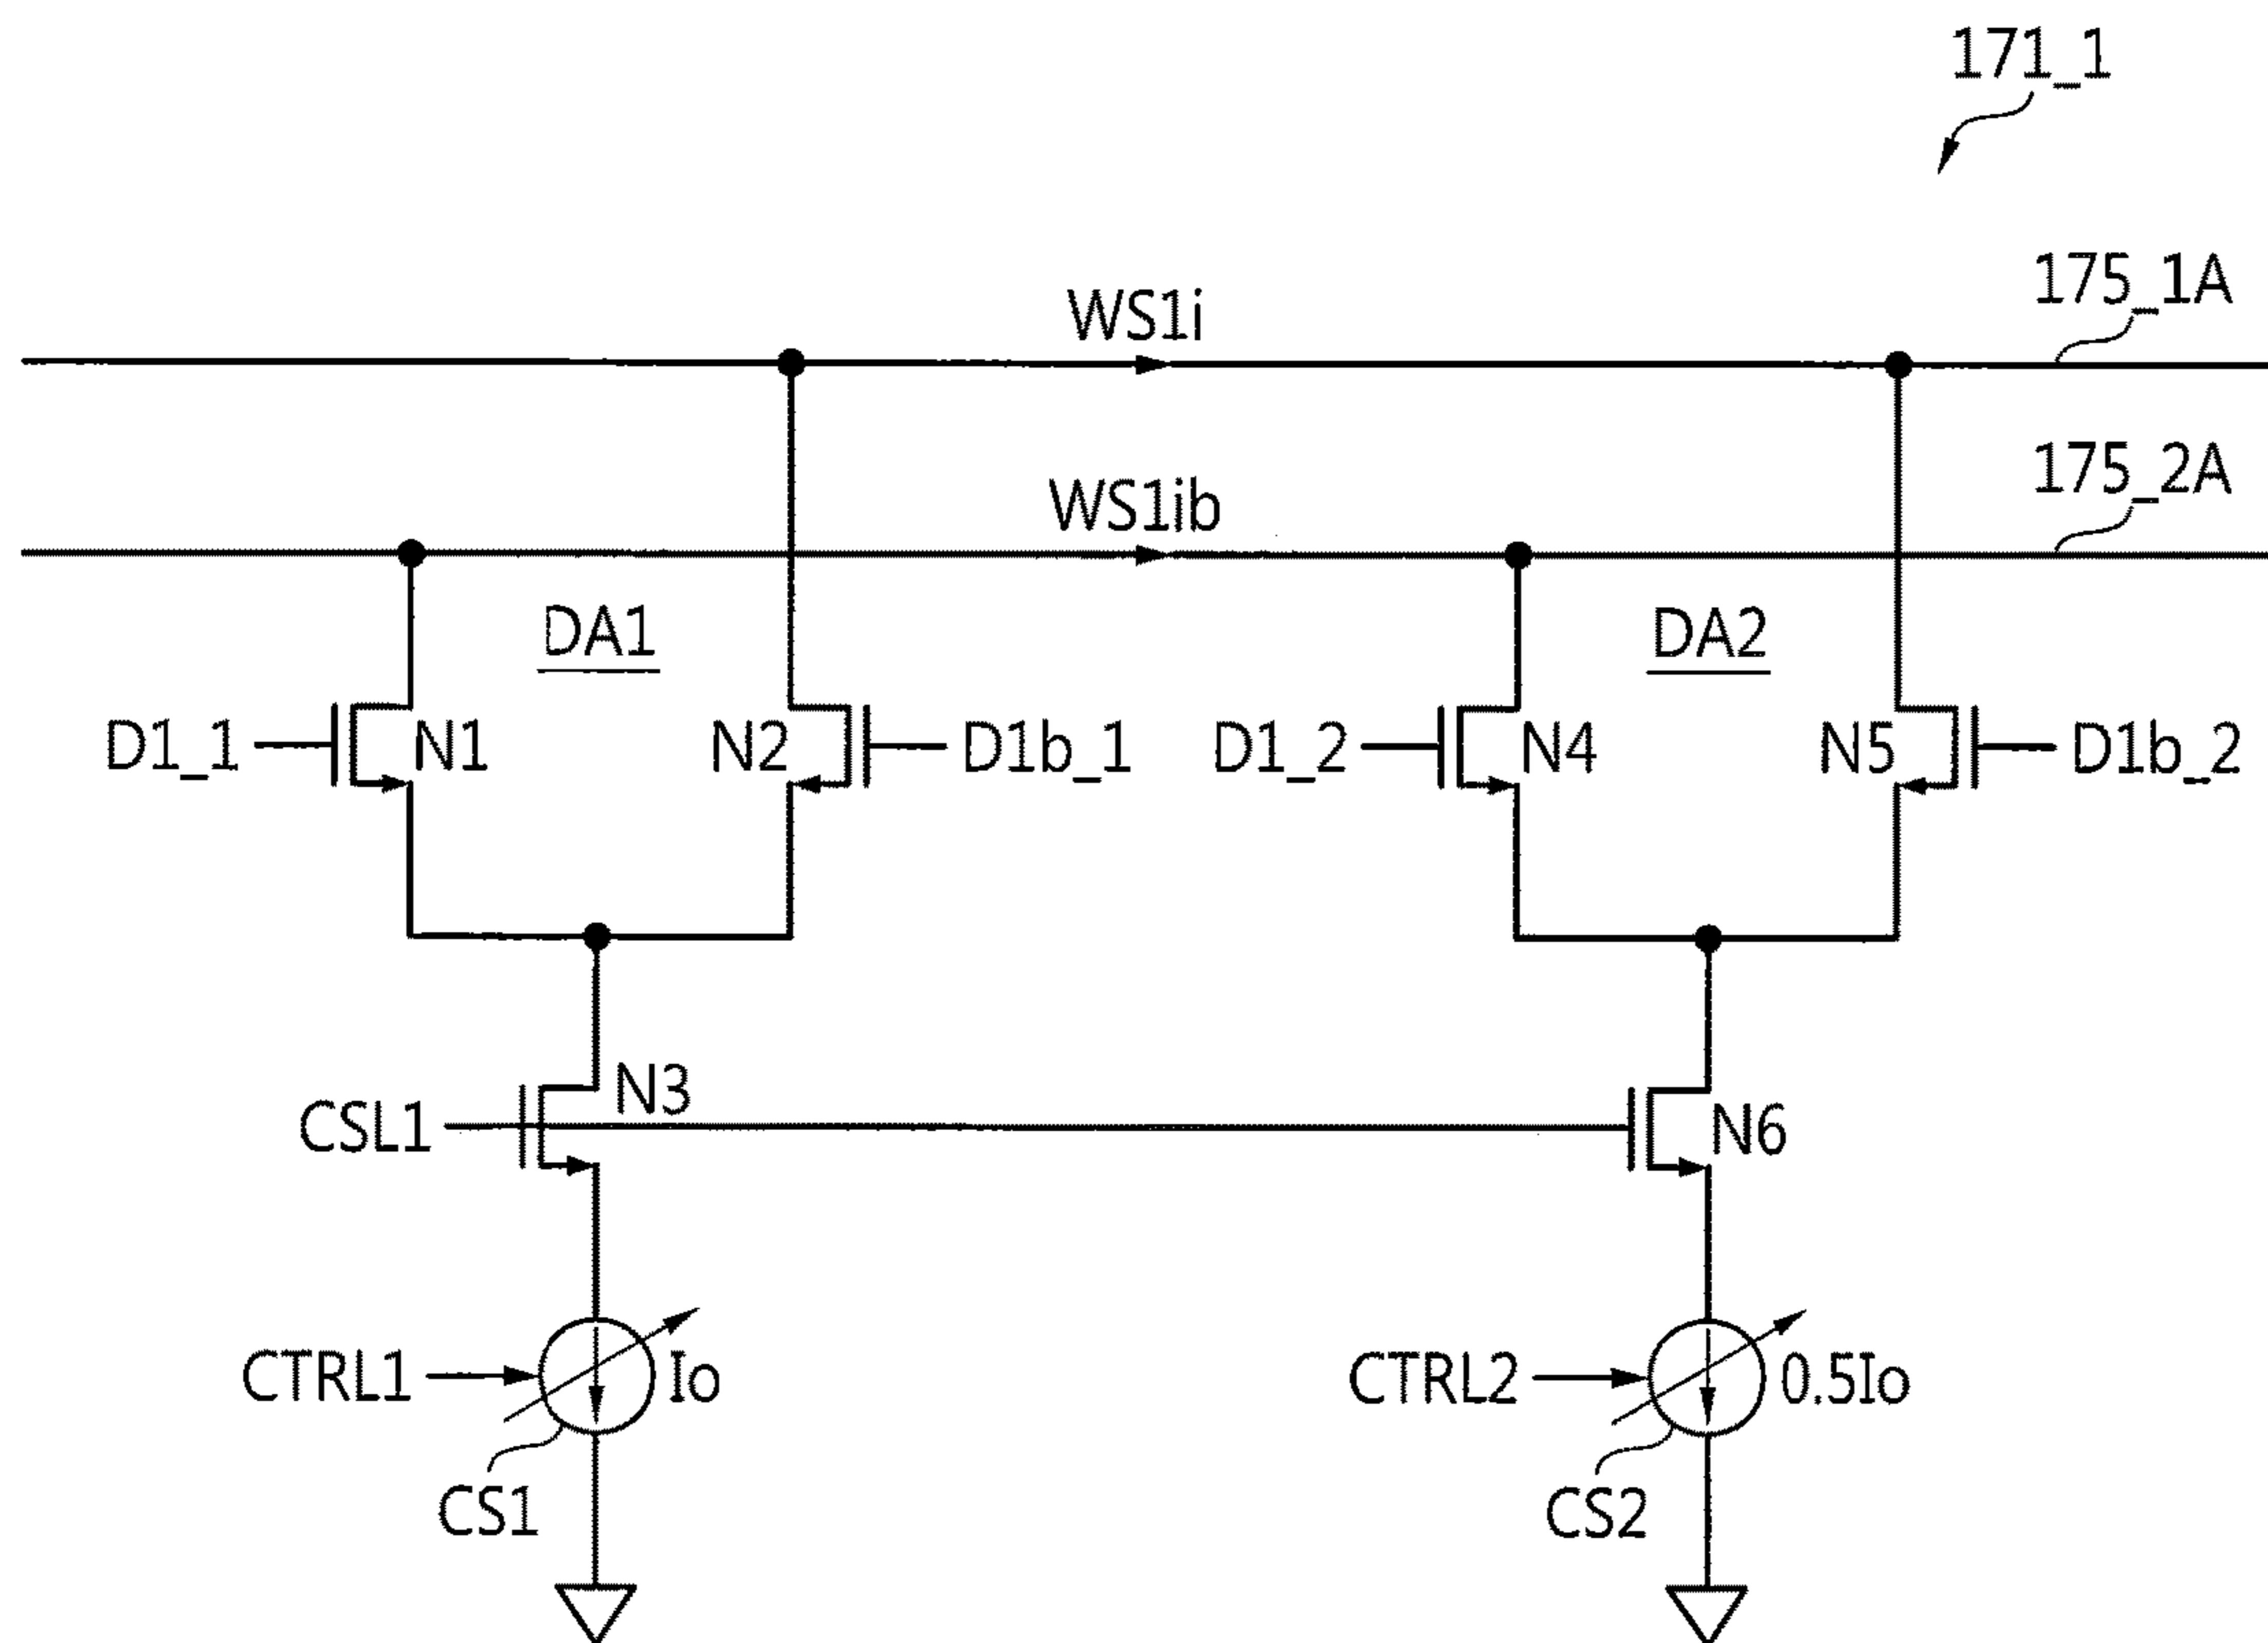 171_1
175_1A
WS1i
175_2A
WS1ib
DA1
DA2
D1_1
N1
N2
D1b_1
D1_2
N4
N5
D1b_2
N3
CSL1
N6
CTRL1
Io
CTRL2
0.5Io
CS1
CS2